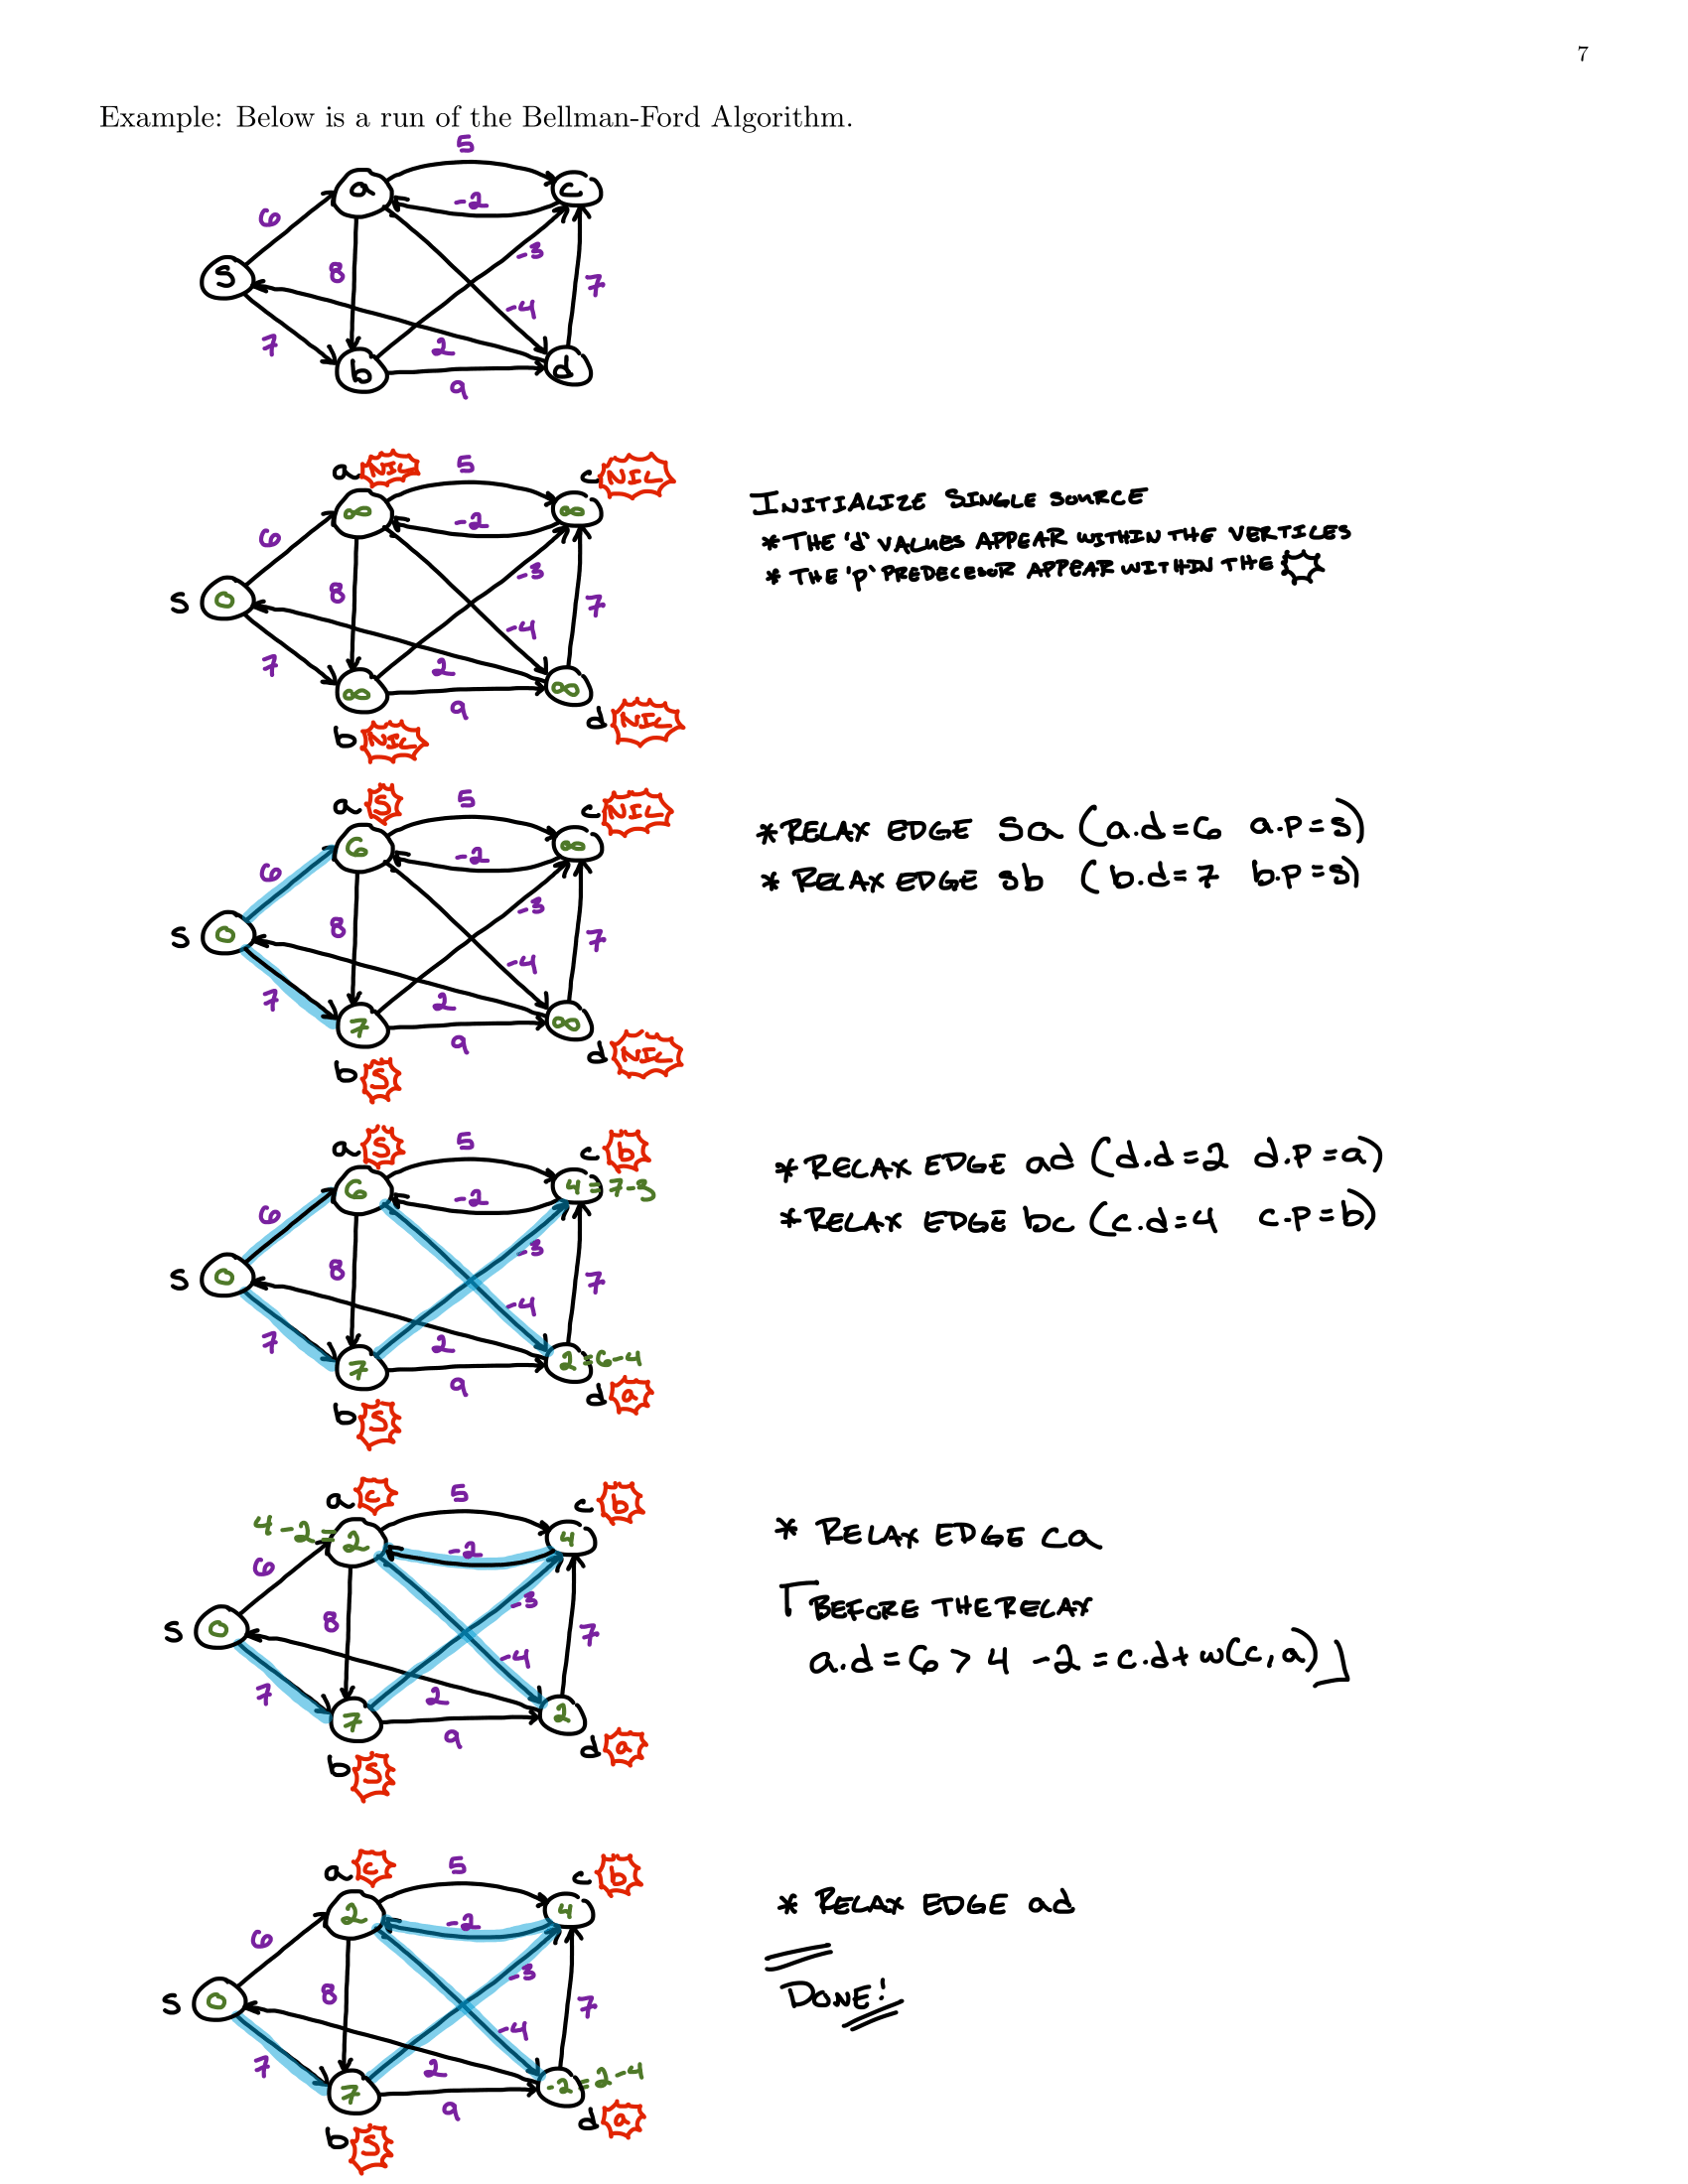 7
Example: Below is a run of the Bellman-Ford Algorithm.
5
a c
-2
6
-3
S 8 7
-4
7 2
b d
9
a NIL 5 c NIL
∞ -2 ∞
6
-3
S 0 8 7
-4
7 2
∞ 9 ∞
b NIL d NIL
INITIALIZE SINGLE SOURCE
* THE 'd' VALUES APPEAR WITHIN THE VERTICES
* THE 'p' PREDECESOR APPEAR WITHIN THE
a S 5 c NIL
6 -2 ∞
6
-3
S 0 8 7
-4
7 2
7 9 ∞
b S d NIL
* RELAX EDGE sa (a.d=6 a.p=s)
* RELAX EDGE sb (b.d=7 b.p=s)
a S 5 c b
6 -2 4=7-3
6
-3
S 0 8 7
-4
7 2
7 9 2=6-4
b S d a
* RELAX EDGE ad (d.d=2 d.p=a)
* RELAX EDGE bc (c.d=4 c.p=b)
a c 5 c b
4-2=2 -2 4
6
-3
S 0 8 7
-4
7 2
7 9 2
b S d a
* RELAX EDGE ca
BEFORE THE RELAX
a.d=6 > 4 -2 = c.d+ w(c,a)
a c 5 c b
2 -2 4
6
-3
S 0 8 7
-4
7 2
7 9 -2=2-4
b S d a
* RELAX EDGE ad
DONE!